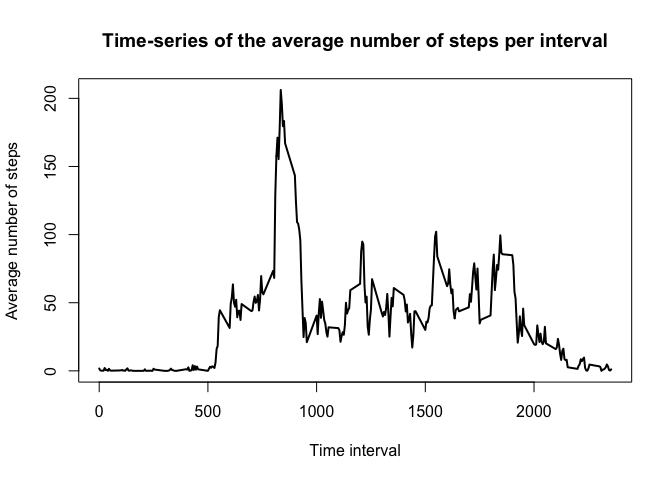 Time-series of the average number of steps per interval
Average number of steps
200
150
100
50
0
0 500 1000 1500 2000
Time interval